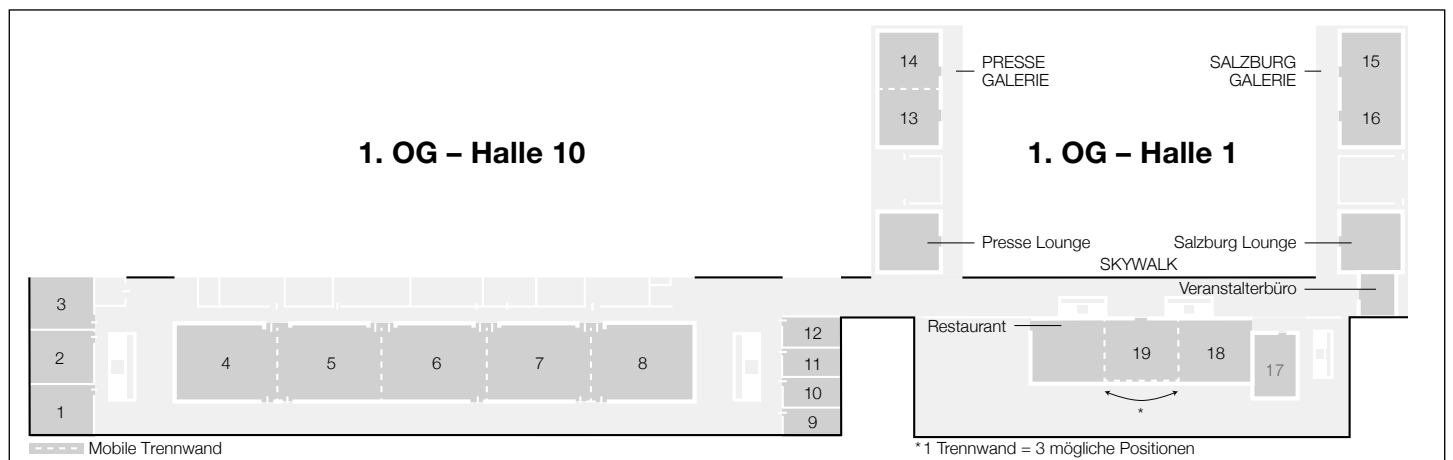 14
PRESSE
GALERIE
SALZBURG
GALERIE
15
13
16
1. OG – Halle 10
1. OG – Halle 1
Presse Lounge
Salzburg Lounge
SKYWALK
Veranstalterbüro
Restaurant
3
2
1
4
5
6
7
8
12
11
10
9
19
18
17
*
Mobile Trennwand
* 1 Trennwand = 3 mögliche Positionen